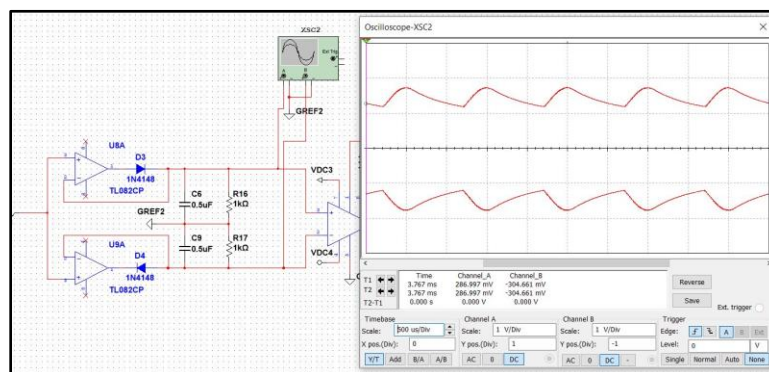 XSC2
Ext Trig
A
B
GREF2
U8A
D3
1N4148
TL082CP
VDC3
C6
0.5uF
R16
1kΩ
GREF2
C9
0.5uF
R17
1kΩ
U9A
D4
1N4148
TL082CP
VDC4
Oscilloscope-XSC2
Time Channel_A Channel_B
T1 3.767 ms 286.997 mV -304.661 mV
T2 3.767 ms 286.997 mV -304.661 mV
T2-T1 0.000 s 0.000 V 0.000 V
Reverse
Save
Ext. trigger
Timebase
Scale: 500 us/Div
X pos.(Div): 0
Y/T Add B/A A/B
Channel A
Scale: 1 V/Div
Y pos.(Div): 1
AC 0 DC
Channel B
Scale: 1 V/Div
Y pos.(Div): -1
AC 0 DC -
Trigger
Edge: A B Ext
Level: 0 V
Single Normal Auto None